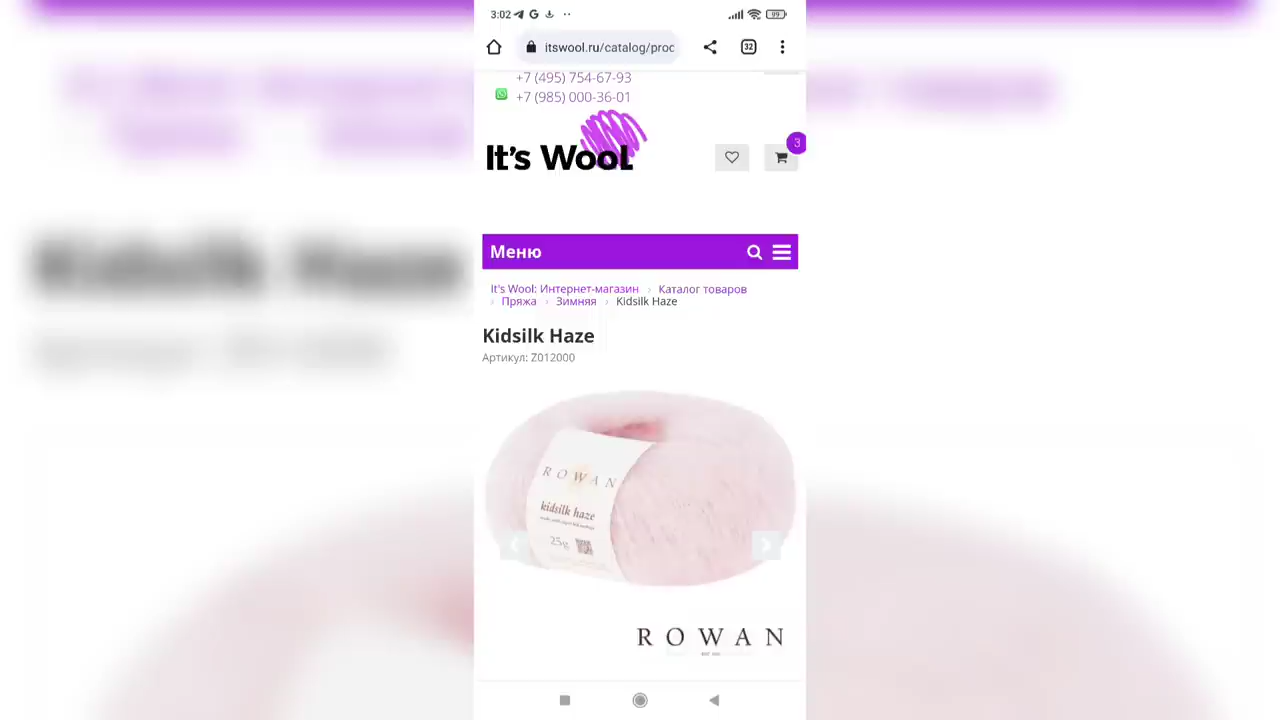 3:02
99
itswool.ru/catalog/proc
32
+7 (495) 754-67-93
+7 (985) 000-36-01
It's Wool
3
Меню
It's Wool: Интернет-магазин › Каталог товаров
› Пряжа › Зимняя › Kidsilk Haze
Kidsilk Haze
Артикул: Z012000
ROWAN
kidsilk haze
25g
ROWAN